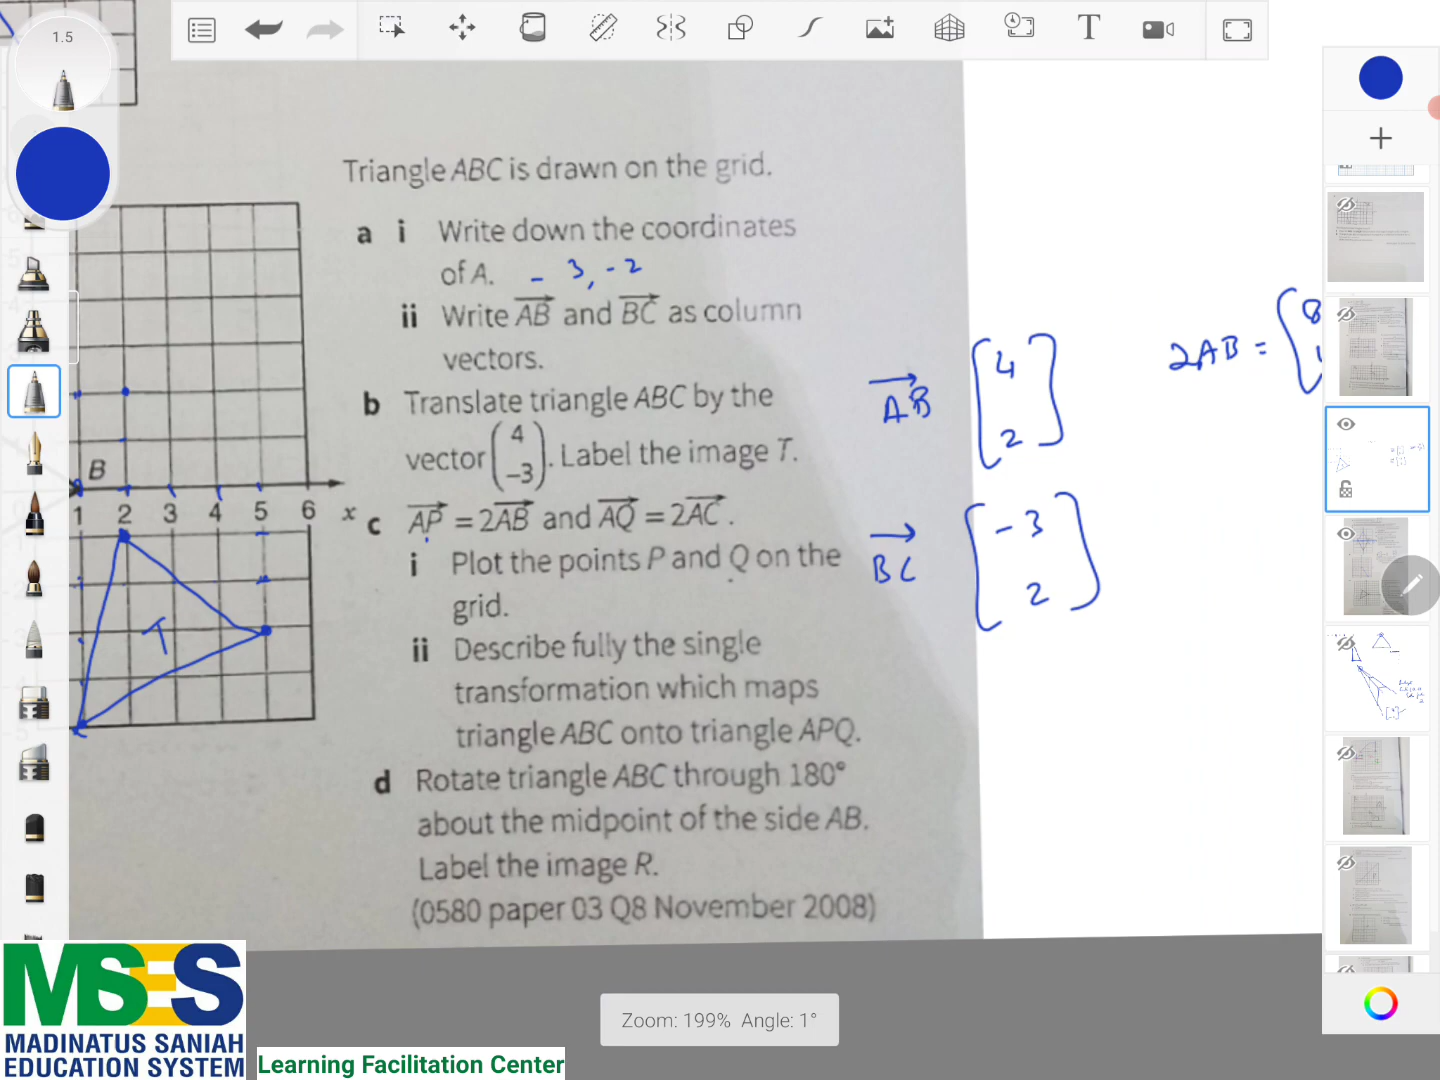 1.5
Triangle ABC is drawn on the grid.
a i Write down the coordinates
of A. - 3, -2
ii Write AB and BC as column
vectors.
b Translate triangle ABC by the
vector (4 -3). Label the image T.
c AP = 2AB and AQ = 2AC.
i Plot the points P and Q on the
grid.
ii Describe fully the single
transformation which maps
triangle ABC onto triangle APQ.
d Rotate triangle ABC through 180°
about the midpoint of the side AB.
Label the image R.
(0580 paper 03 Q8 November 2008)
B
1 2 3 4 5 6 x
T
AB [4 2]
2AB = [8
BC [-3 2]
Zoom: 199% Angle: 1°
MSES
MADINATUS SANIAH
EDUCATION SYSTEM
Learning Facilitation Center